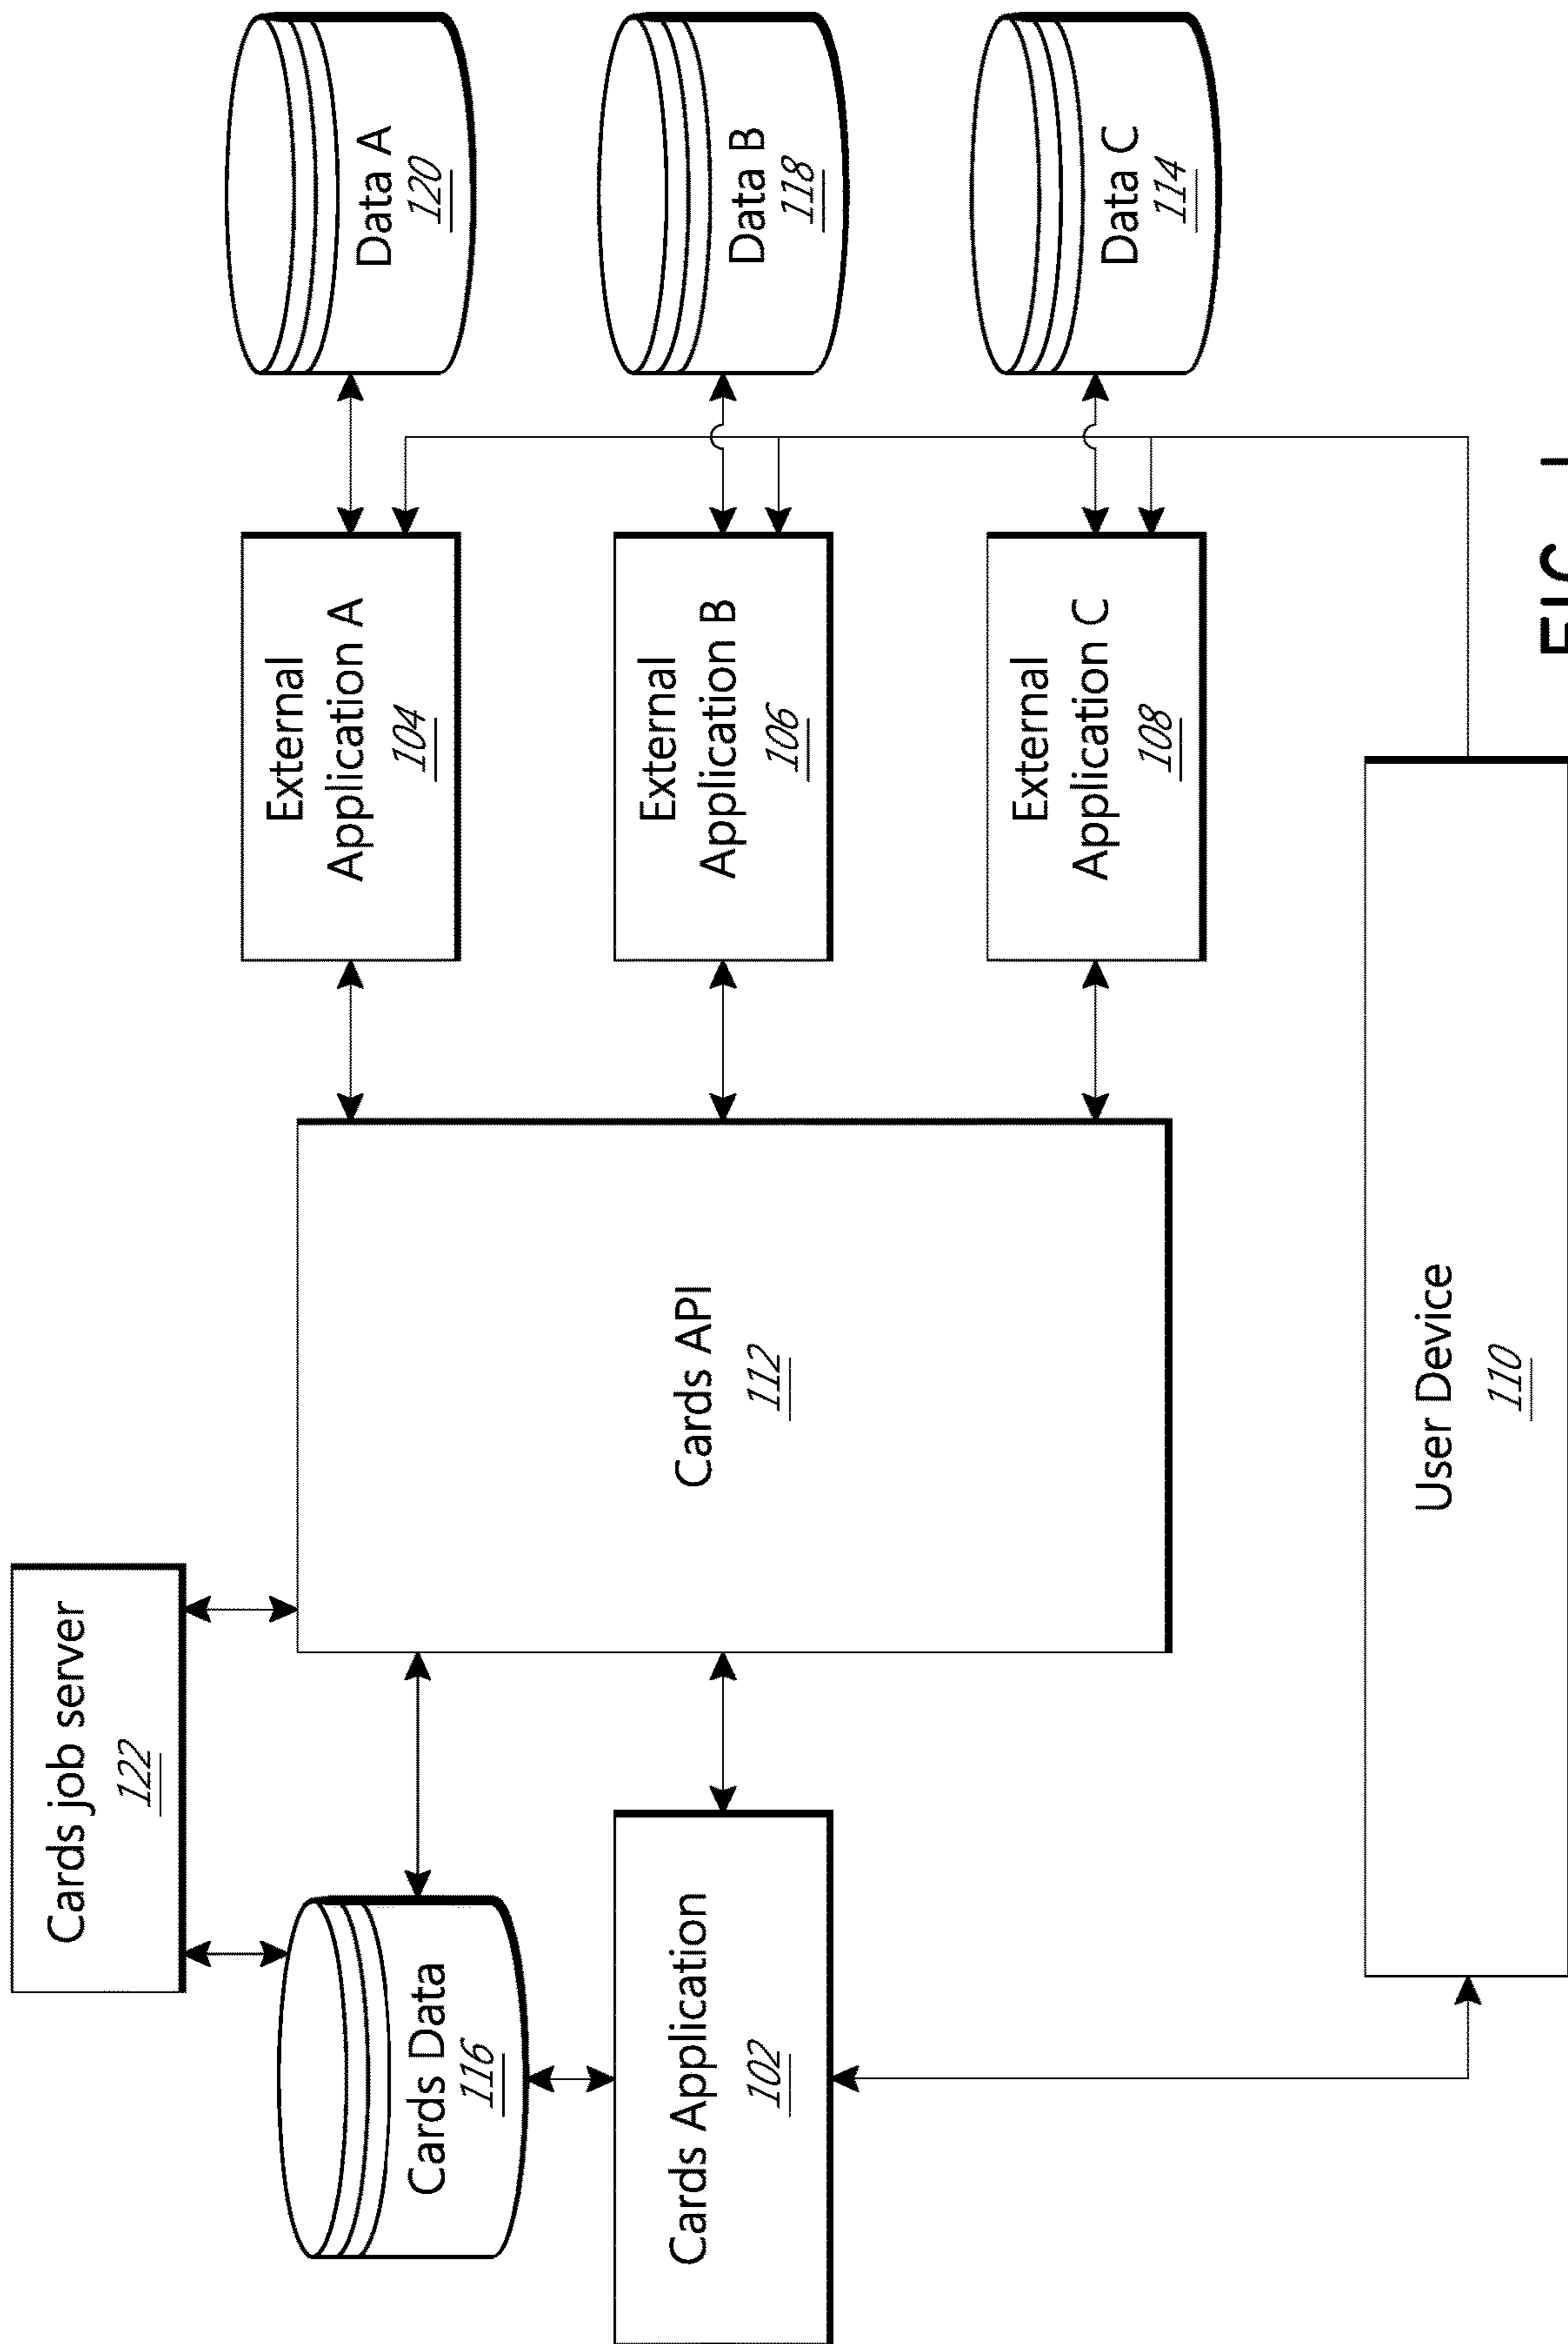 Cards job server
122
Cards Data
116
External
Application A
104
Data A
120
Cards Application
102
Cards API
112
External
Application B
106
Data B
118
External
Application C
108
Data C
114
User Device
110